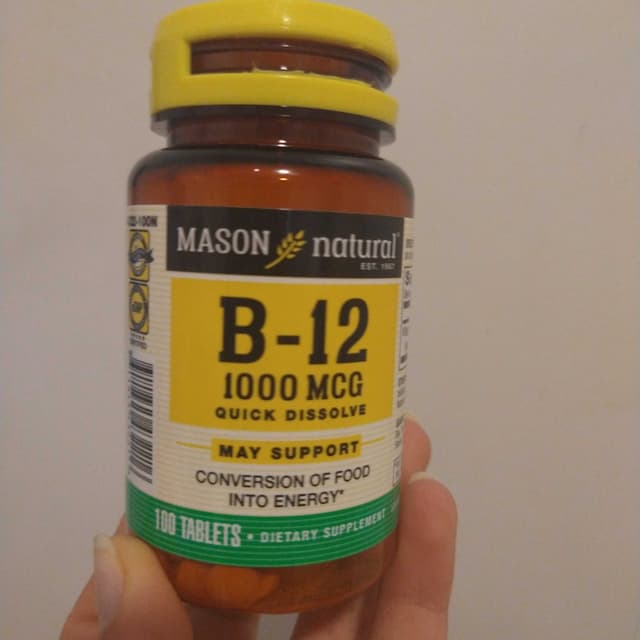 MASON natural
EST. 1967
B-12
1000 MCG
QUICK DISSOLVE
MAY SUPPORT
CONVERSION OF FOOD
INTO ENERGY*
100 TABLETS • DIETARY SUPPLEMENT